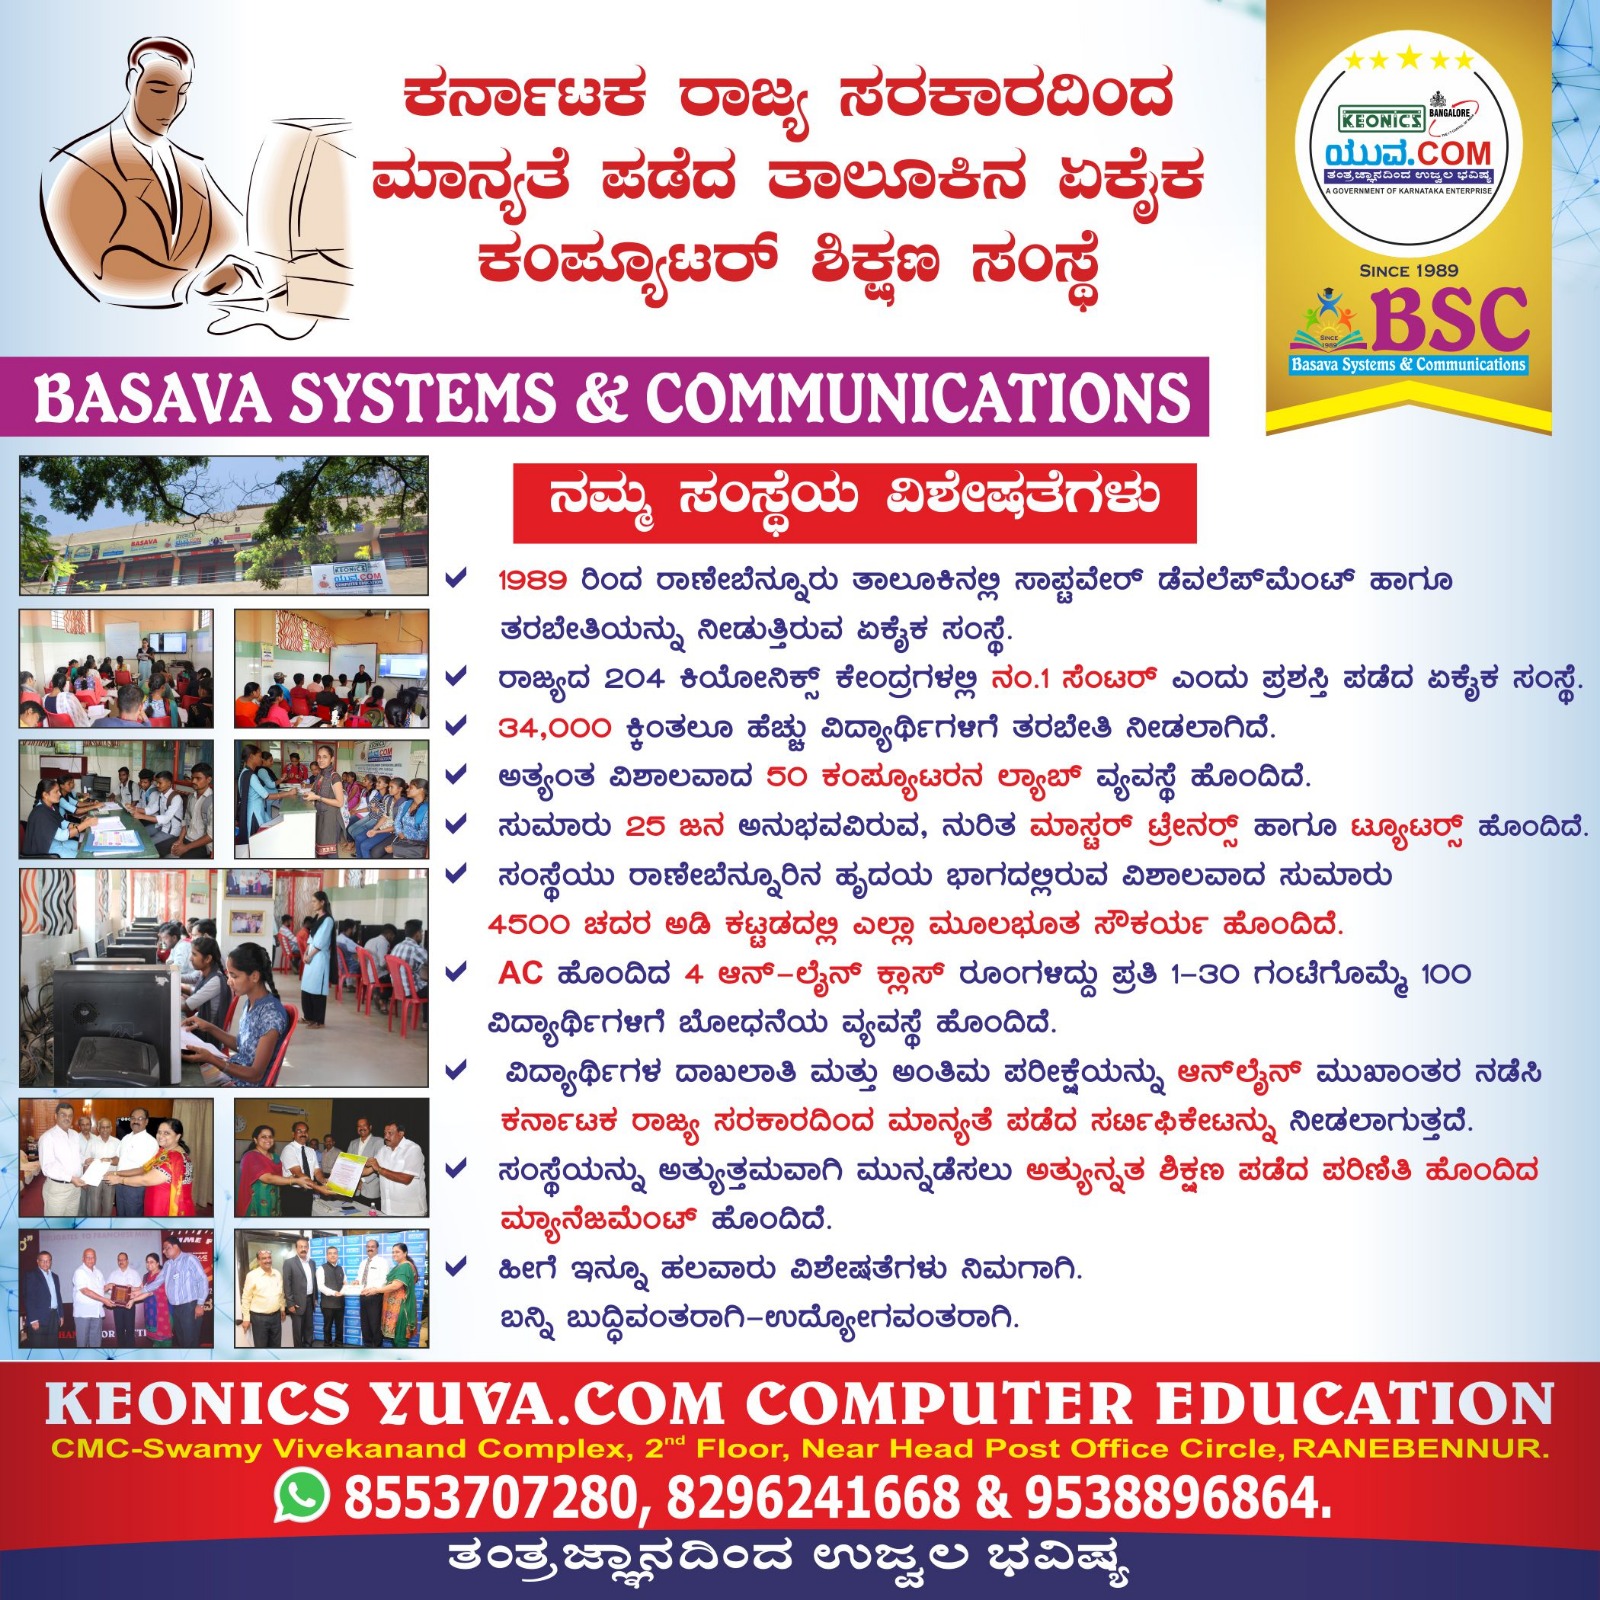 ಕರ್ನಾಟಕ ರಾಜ್ಯ ಸರಕಾರದಿಂದ
ಮಾನ್ಯತೆ ಪಡೆದ ತಾಲೂಕಿನ ಏಕೈಕ
ಕಂಪ್ಯೂಟರ್ ಶಿಕ್ಷಣ ಸಂಸ್ಥೆ
KEONICS BANGALORE
ಯುವ.COM
ತಂತ್ರಜ್ಞಾನದಿಂದ ಉಜ್ವಲ ಭವಿಷ್ಯ
A GOVERNMENT OF KARNATAKA ENTERPRISE
SINCE 1989
SINCE 1989
BSC
Basava Systems & Communications
BASAVA SYSTEMS & COMMUNICATIONS
ನಮ್ಮ ಸಂಸ್ಥೆಯ ವಿಶೇಷತೆಗಳು
1989 ರಿಂದ ರಾಣೇಬೆನ್ನೂರು ತಾಲೂಕಿನಲ್ಲಿ ಸಾಪ್ಟವೇರ್ ಡೆವಲೆಪ್‌ಮೆಂಟ್ ಹಾಗೂ
ತರಬೇತಿಯನ್ನು ನೀಡುತ್ತಿರುವ ಏಕೈಕ ಸಂಸ್ಥೆ.
ರಾಜ್ಯದ 204 ಕಿಯೋನಿಕ್ಸ್ ಕೇಂದ್ರಗಳಲ್ಲಿ ನಂ.1 ಸೆಂಟರ್ ಎಂದು ಪ್ರಶಸ್ತಿ ಪಡೆದ ಏಕೈಕ ಸಂಸ್ಥೆ.
34,000 ಕ್ಕಿಂತಲೂ ಹೆಚ್ಚು ವಿದ್ಯಾರ್ಥಿಗಳಿಗೆ ತರಬೇತಿ ನೀಡಲಾಗಿದೆ.
ಅತ್ಯಂತ ವಿಶಾಲವಾದ 50 ಕಂಪ್ಯೂಟರನ ಲ್ಯಾಬ್ ವ್ಯವಸ್ಥೆ ಹೊಂದಿದೆ.
ಸುಮಾರು 25 ಜನ ಅನುಭವವಿರುವ, ನುರಿತ ಮಾಸ್ಟರ್ ಟ್ರೇನರ್ಸ್ ಹಾಗೂ ಟ್ಯೂಟರ್ಸ್ ಹೊಂದಿದೆ.
ಸಂಸ್ಥೆಯು ರಾಣೇಬೆನ್ನೂರಿನ ಹೃದಯ ಭಾಗದಲ್ಲಿರುವ ವಿಶಾಲವಾದ ಸುಮಾರು
4500 ಚದರ ಅಡಿ ಕಟ್ಟಡದಲ್ಲಿ ಎಲ್ಲಾ ಮೂಲಭೂತ ಸೌಕರ್ಯ ಹೊಂದಿದೆ.
AC ಹೊಂದಿದ 4 ಆನ್-ಲೈನ್ ಕ್ಲಾಸ್ ರೂಂಗಳಿದ್ದು ಪ್ರತಿ 1-30 ಗಂಟೆಗೊಮ್ಮೆ 100
ವಿದ್ಯಾರ್ಥಿಗಳಿಗೆ ಬೋಧನೆಯ ವ್ಯವಸ್ಥೆ ಹೊಂದಿದೆ.
ವಿದ್ಯಾರ್ಥಿಗಳ ದಾಖಲಾತಿ ಮತ್ತು ಅಂತಿಮ ಪರೀಕ್ಷೆಯನ್ನು ಆನ್‌ಲೈನ್ ಮುಖಾಂತರ ನಡೆಸಿ
ಕರ್ನಾಟಕ ರಾಜ್ಯ ಸರಕಾರದಿಂದ ಮಾನ್ಯತೆ ಪಡೆದ ಸರ್ಟಿಫಿಕೇಟನ್ನು ನೀಡಲಾಗುತ್ತದೆ.
ಸಂಸ್ಥೆಯನ್ನು ಅತ್ಯುತ್ತಮವಾಗಿ ಮುನ್ನಡೆಸಲು ಅತ್ಯುನ್ನತ ಶಿಕ್ಷಣ ಪಡೆದ ಪರಿಣಿತಿ ಹೊಂದಿದ
ಮ್ಯಾನೆಜಮೆಂಟ್ ಹೊಂದಿದೆ.
ಹೀಗೆ ಇನ್ನೂ ಹಲವಾರು ವಿಶೇಷತೆಗಳು ನಿಮಗಾಗಿ.
ಬನ್ನಿ ಬುದ್ಧಿವಂತರಾಗಿ-ಉದ್ಯೋಗವಂತರಾಗಿ.
KEONICS YUVA.COM COMPUTER EDUCATION
CMC-Swamy Vivekanand Complex, 2nd Floor, Near Head Post Office Circle, RANEBENNUR.
8553707280, 8296241668 & 9538896864.
ತಂತ್ರಜ್ಞಾನದಿಂದ ಉಜ್ವಲ ಭವಿಷ್ಯ